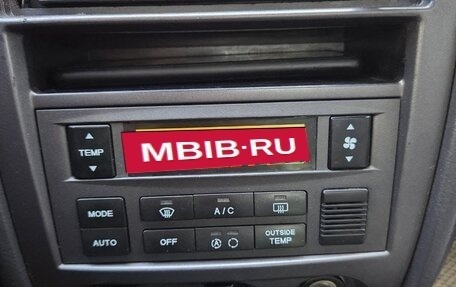 TEMP
MBIB·RU
MODE
A/C
AUTO
OFF
A
OUTSIDE
TEMP